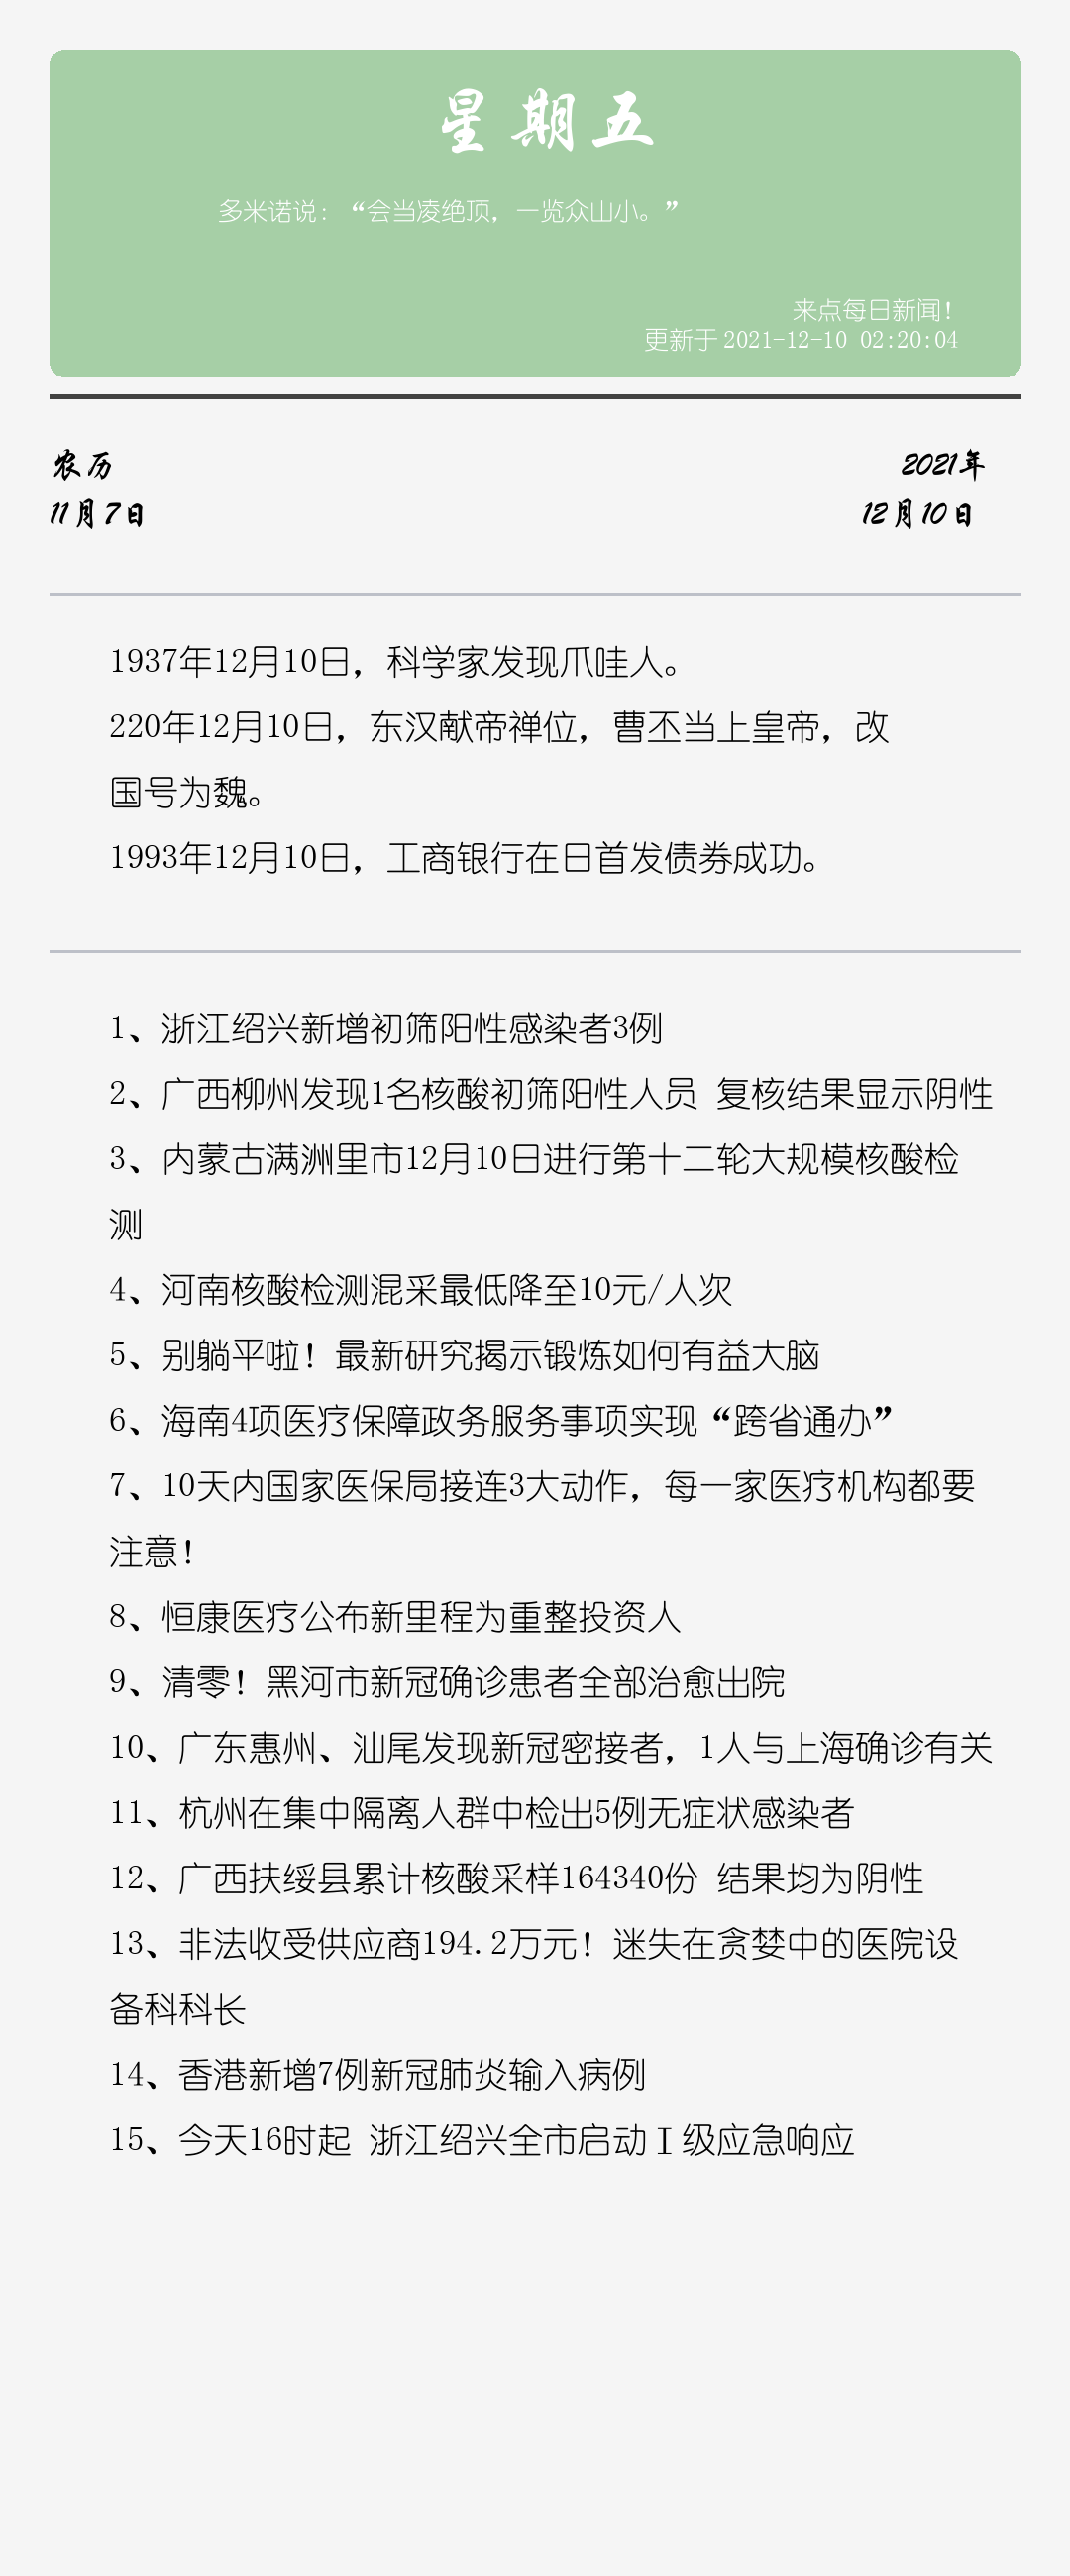 星期五
多米诺说：“会当凌绝顶，一览众山小。”
来点每日新闻！
更新于 2021-12-10 02:20:04
农历
2021年
11月7日
12月10日
1937年12月10日，科学家发现爪哇人。
220年12月10日，东汉献帝禅位，曹丕当上皇帝，改
国号为魏。
1993年12月10日，工商银行在日首发债券成功。
1、浙江绍兴新增初筛阳性感染者3例
2、广西柳州发现1名核酸初筛阳性人员 复核结果显示阴性
3、内蒙古满洲里市12月10日进行第十二轮大规模核酸检
测
4、河南核酸检测混采最低降至10元/人次
5、别躺平啦！最新研究揭示锻炼如何有益大脑
6、海南4项医疗保障政务服务事项实现“跨省通办”
7、10天内国家医保局接连3大动作，每一家医疗机构都要
注意！
8、恒康医疗公布新里程为重整投资人
9、清零！黑河市新冠确诊患者全部治愈出院
10、广东惠州、汕尾发现新冠密接者，1人与上海确诊有关
11、杭州在集中隔离人群中检出5例无症状感染者
12、广西扶绥县累计核酸采样164340份 结果均为阴性
13、非法收受供应商194.2万元！迷失在贪婪中的医院设
备科科长
14、香港新增7例新冠肺炎输入病例
15、今天16时起 浙江绍兴全市启动Ⅰ级应急响应